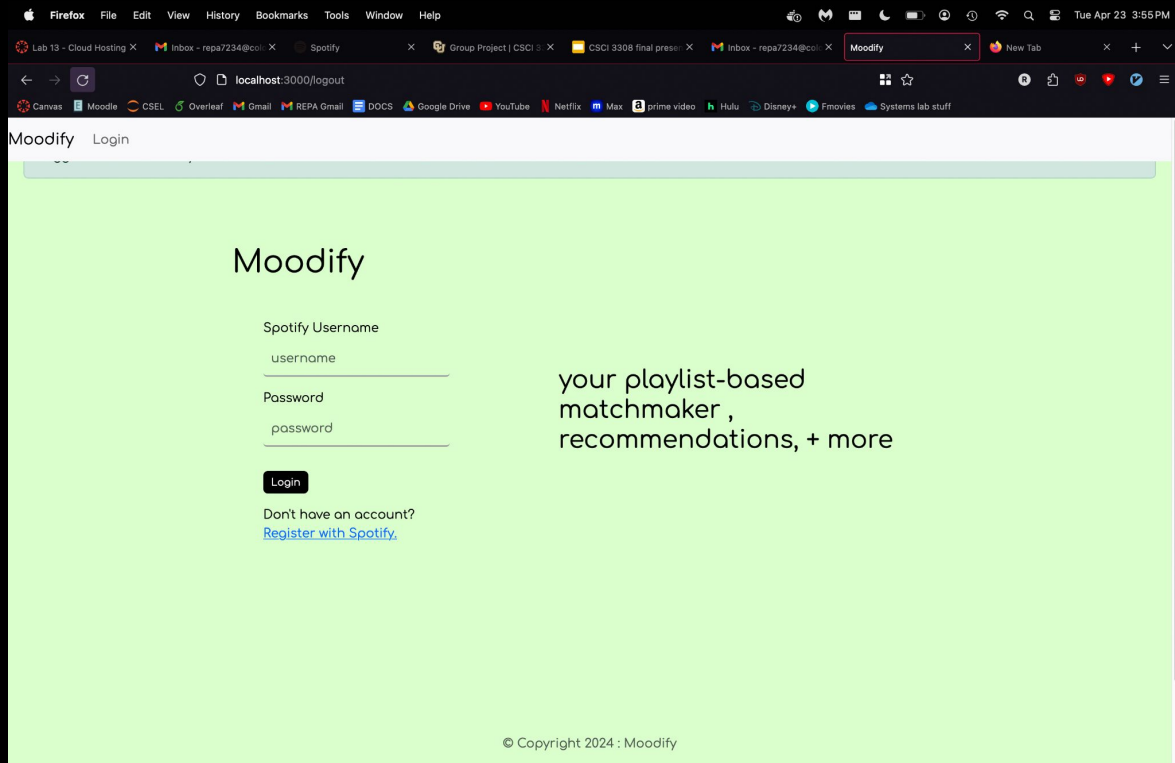 Firefox File Edit View History Bookmarks Tools Window Help Tue Apr 23 3:55 PM
Lab 13 - Cloud Hosting Inbox - repa7234@colo Spotify Group Project | CSCI 3 CSCI 3308 final presen Inbox - repa7234@colo Moodify New Tab
localhost:3000/logout
Canvas Moodle CSEL Overleaf Gmail REPA Gmail DOCS Google Drive YouTube Netflix Max prime video Hulu Disney+ Fmovies Systems lab stuff
Moodify Login
Moodify
Spotify Username
username
Password
password
your playlist-based
matchmaker ,
recommendations, + more
Login
Don't have an account?
Register with Spotify.
© Copyright 2024 : Moodify